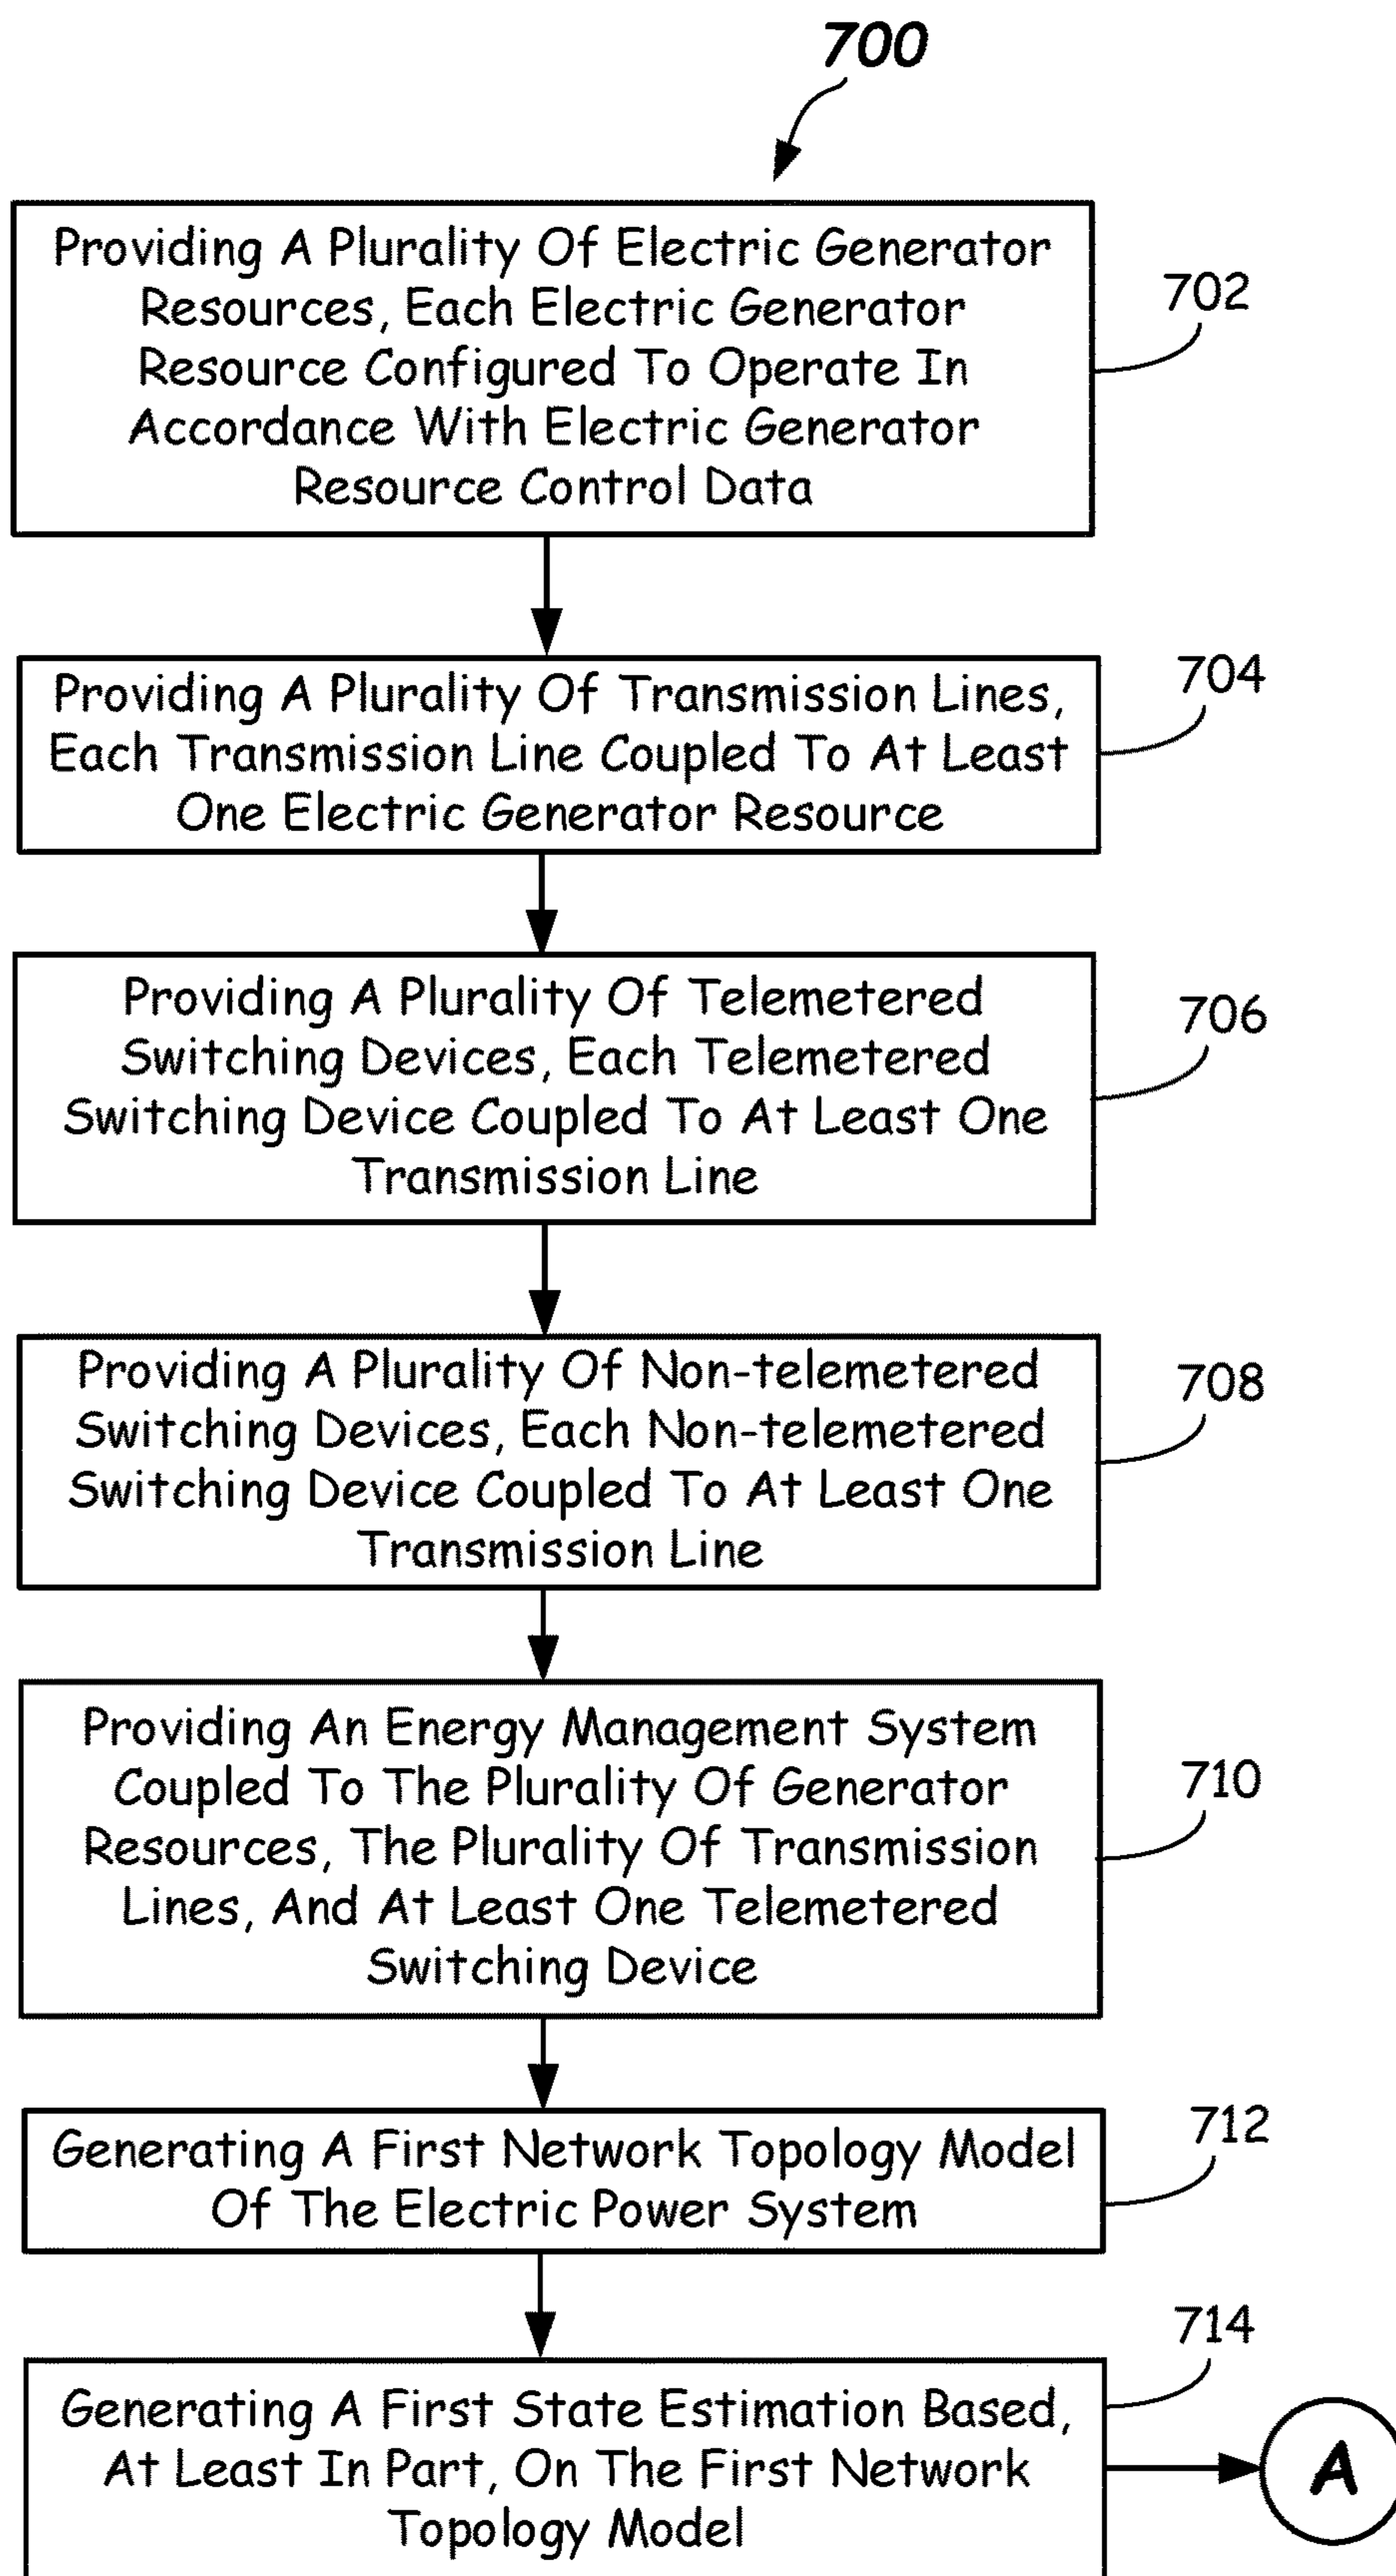 700
Providing A Plurality Of Electric Generator
Resources, Each Electric Generator
Resource Configured To Operate In
Accordance With Electric Generator
Resource Control Data
702
Providing A Plurality Of Transmission Lines,
Each Transmission Line Coupled To At Least
One Electric Generator Resource
704
Providing A Plurality Of Telemetered
Switching Devices, Each Telemetered
Switching Device Coupled To At Least One
Transmission Line
706
Providing A Plurality Of Non-telemetered
Switching Devices, Each Non-telemetered
Switching Device Coupled To At Least One
Transmission Line
708
Providing An Energy Management System
Coupled To The Plurality Of Generator
Resources, The Plurality Of Transmission
Lines, And At Least One Telemetered
Switching Device
710
Generating A First Network Topology Model
Of The Electric Power System
712
Generating A First State Estimation Based,
At Least In Part, On The First Network
Topology Model
714
A